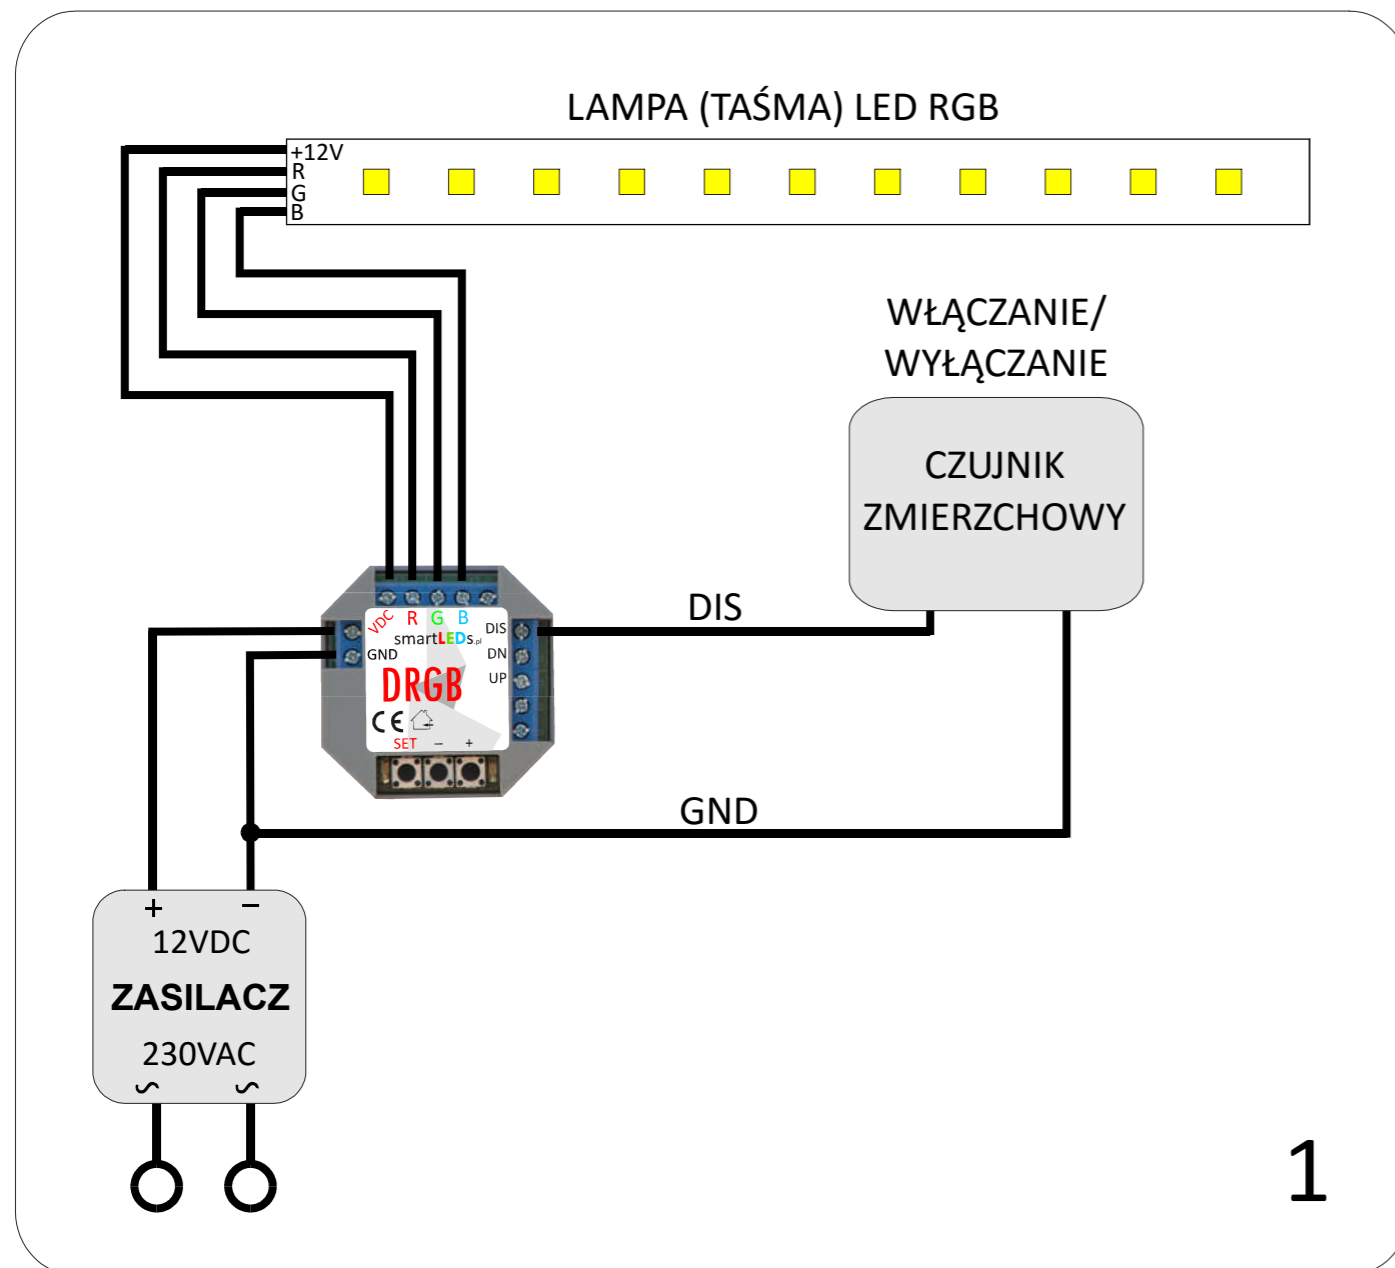 LAMPA (TAŚMA) LED RGB
+12V
R
G
B
WŁĄCZANIE/
WYŁĄCZANIE
CZUJNIK
ZMIERZCHOWY
DIS
VDC R G B
smartLEDs.pl
DIS
GND
DN
UP
DRGB
CE
SET − +
GND
+ −
12VDC
ZASILACZ
230VAC
∼ ∼
1